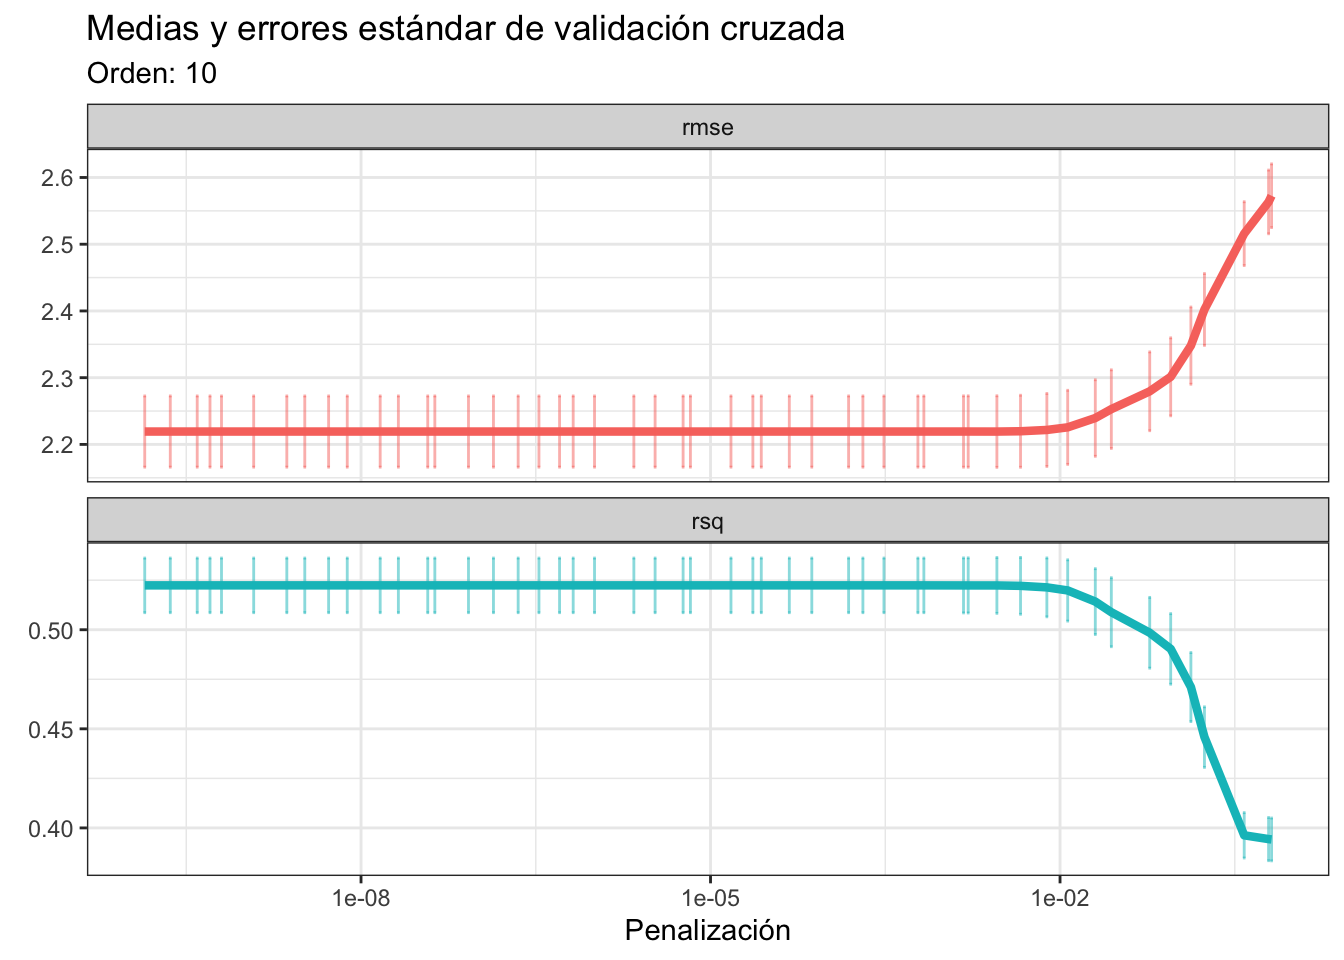 Medias y errores estándar de validación cruzada
Orden: 10
rmse
2.6
2.5
2.4
2.3
2.2
rsq
0.50
0.45
0.40
1e-08 1e-05 1e-02
Penalización